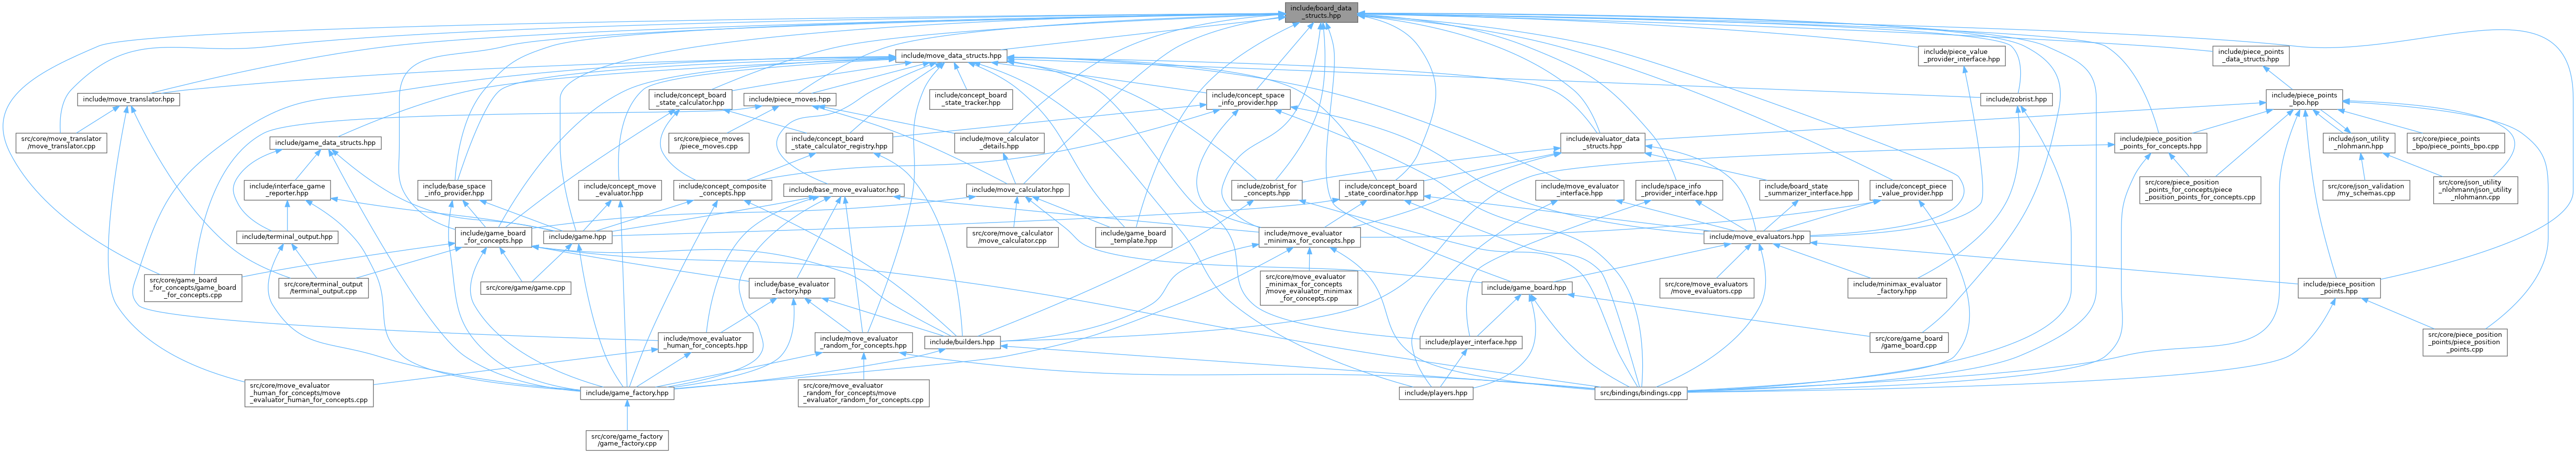 include/board_data
_structs.hpp
include/move_data_structs.hpp
include/piece_value
_provider_interface.hpp
include/piece_points
_data_structs.hpp
include/move_translator.hpp
include/concept_board
_state_calculator.hpp
include/piece_moves.hpp
include/concept_board
_state_tracker.hpp
include/concept_space
_info_provider.hpp
include/zobrist.hpp
include/piece_points
_bpo.hpp
src/core/move_translator
/move_translator.cpp
include/game_data_structs.hpp
src/core/piece_moves
/piece_moves.cpp
include/concept_board
_state_calculator_registry.hpp
include/move_calculator
_details.hpp
include/evaluator_data
_structs.hpp
include/piece_position
_points_for_concepts.hpp
include/json_utility
_nlohmann.hpp
src/core/piece_points
_bpo/piece_points_bpo.cpp
include/interface_game
_reporter.hpp
include/base_space
_info_provider.hpp
include/concept_move
_evaluator.hpp
include/concept_composite
_concepts.hpp
include/base_move_evaluator.hpp
include/move_calculator.hpp
include/zobrist_for
_concepts.hpp
include/concept_board
_state_coordinator.hpp
include/move_evaluator
_interface.hpp
include/space_info
_provider_interface.hpp
include/board_state
_summarizer_interface.hpp
include/concept_piece
_value_provider.hpp
src/core/piece_position
_points_for_concepts/piece
_position_points_for_concepts.cpp
src/core/json_validation
/my_schemas.cpp
src/core/json_utility
_nlohmann/json_utility
_nlohmann.cpp
include/terminal_output.hpp
include/game_board
_for_concepts.hpp
include/game.hpp
src/core/move_calculator
/move_calculator.cpp
include/game_board
_template.hpp
include/move_evaluator
_minimax_for_concepts.hpp
include/move_evaluators.hpp
src/core/game_board
_for_concepts/game_board
_for_concepts.cpp
src/core/terminal_output
/terminal_output.cpp
src/core/game/game.cpp
include/base_evaluator
_factory.hpp
src/core/move_evaluator
_minimax_for_concepts
/move_evaluator_minimax
_for_concepts.cpp
include/game_board.hpp
src/core/move_evaluators
/move_evaluators.cpp
include/minimax_evaluator
_factory.hpp
include/piece_position
_points.hpp
include/move_evaluator
_human_for_concepts.hpp
include/move_evaluator
_random_for_concepts.hpp
include/builders.hpp
include/player_interface.hpp
src/core/game_board
/game_board.cpp
src/core/piece_position
_points/piece_position
_points.cpp
src/core/move_evaluator
_human_for_concepts/move
_evaluator_human_for_concepts.cpp
include/game_factory.hpp
src/core/move_evaluator
_random_for_concepts/move
_evaluator_random_for_concepts.cpp
include/players.hpp
src/bindings/bindings.cpp
src/core/game_factory
/game_factory.cpp